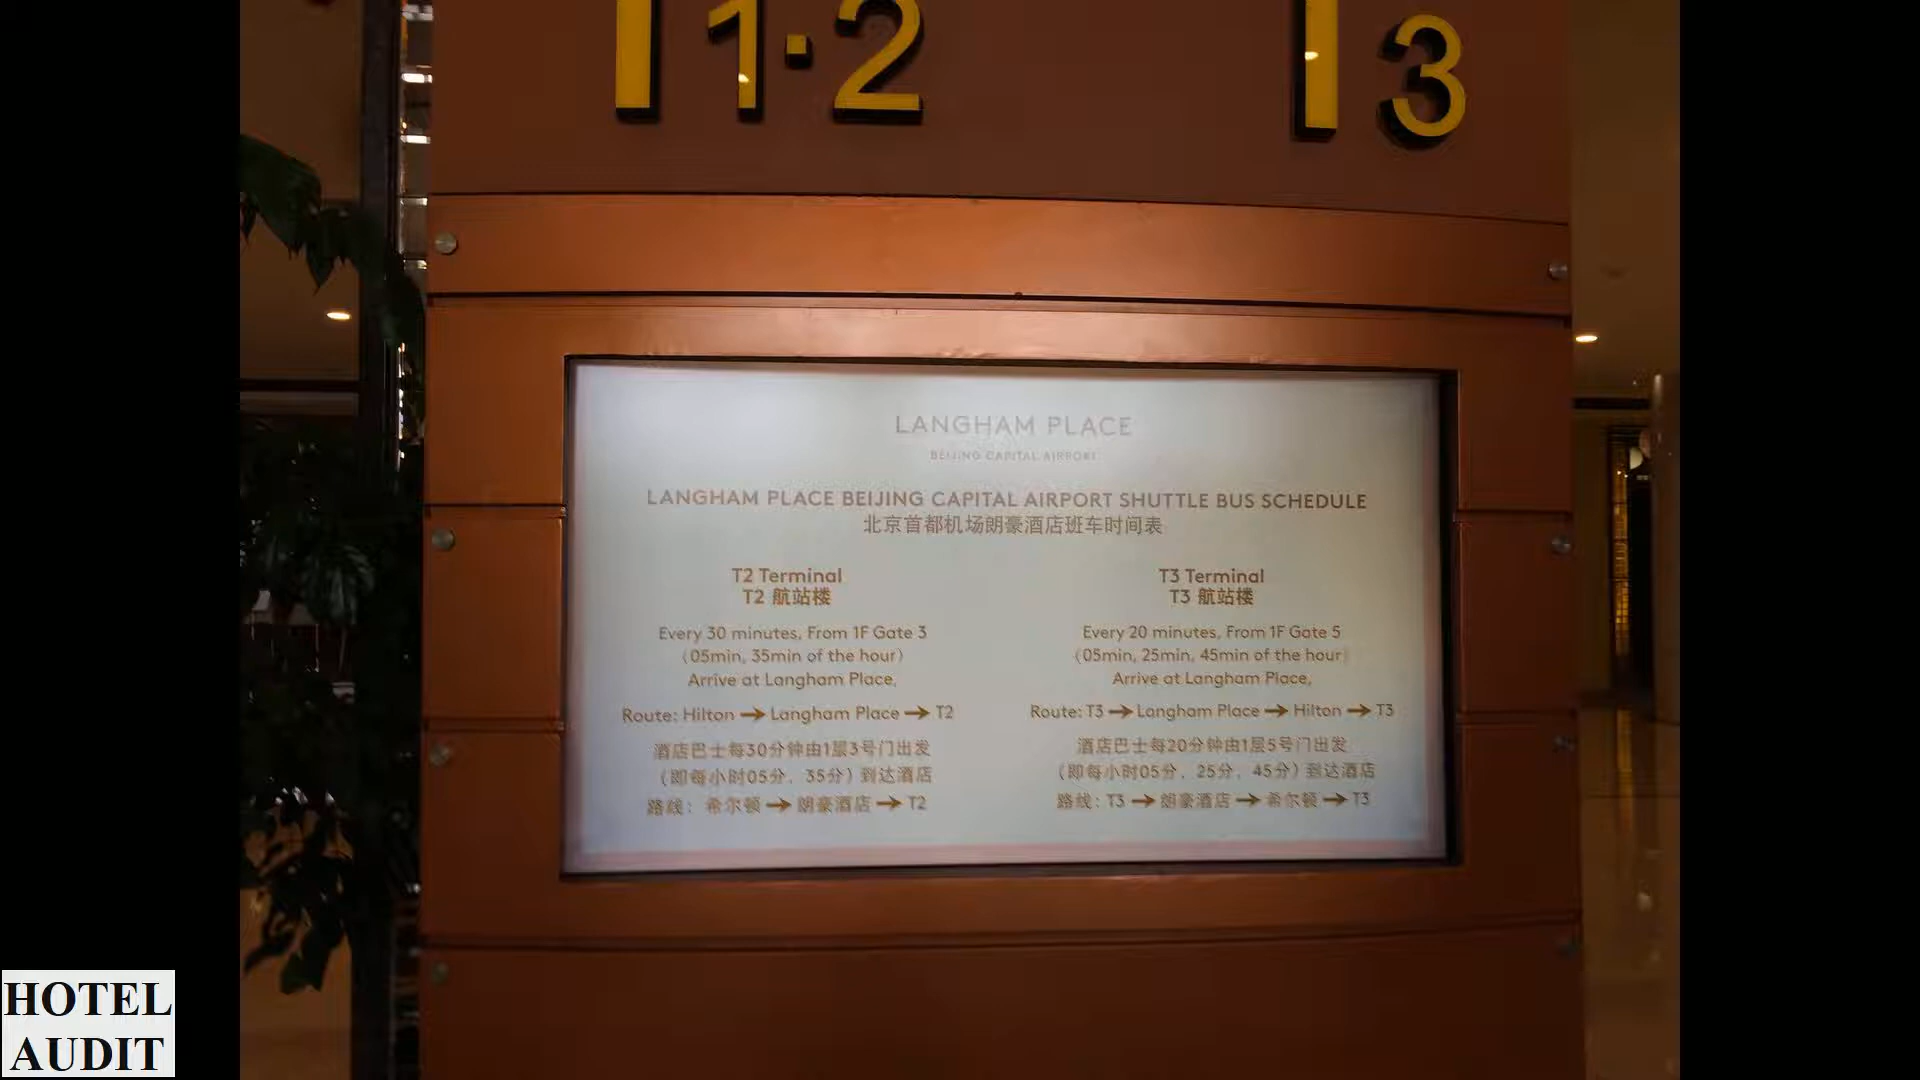 T1·2
T3
LANGHAM PLACE
BEIJING CAPITAL AIRPORT
LANGHAM PLACE BEIJING CAPITAL AIRPORT SHUTTLE BUS SCHEDULE
北京首都机场朗豪酒店班车时间表
T2 Terminal
T2 航站楼
Every 30 minutes, From 1F Gate 3
(05min, 35min of the hour)
Arrive at Langham Place,
Route: Hilton → Langham Place → T2
酒店巴士每30分钟由1层3号门出发
(即每小时05分, 35分) 到达酒店
路线: 希尔顿 → 朗豪酒店 → T2
T3 Terminal
T3 航站楼
Every 20 minutes, From 1F Gate 5
(05min, 25min, 45min of the hour)
Arrive at Langham Place,
Route: T3 → Langham Place → Hilton → T3
酒店巴士每20分钟由1层5号门出发
(即每小时05分, 25分, 45分) 到达酒店
路线: T3 → 朗豪酒店 → 希尔顿 → T3
HOTEL
AUDIT